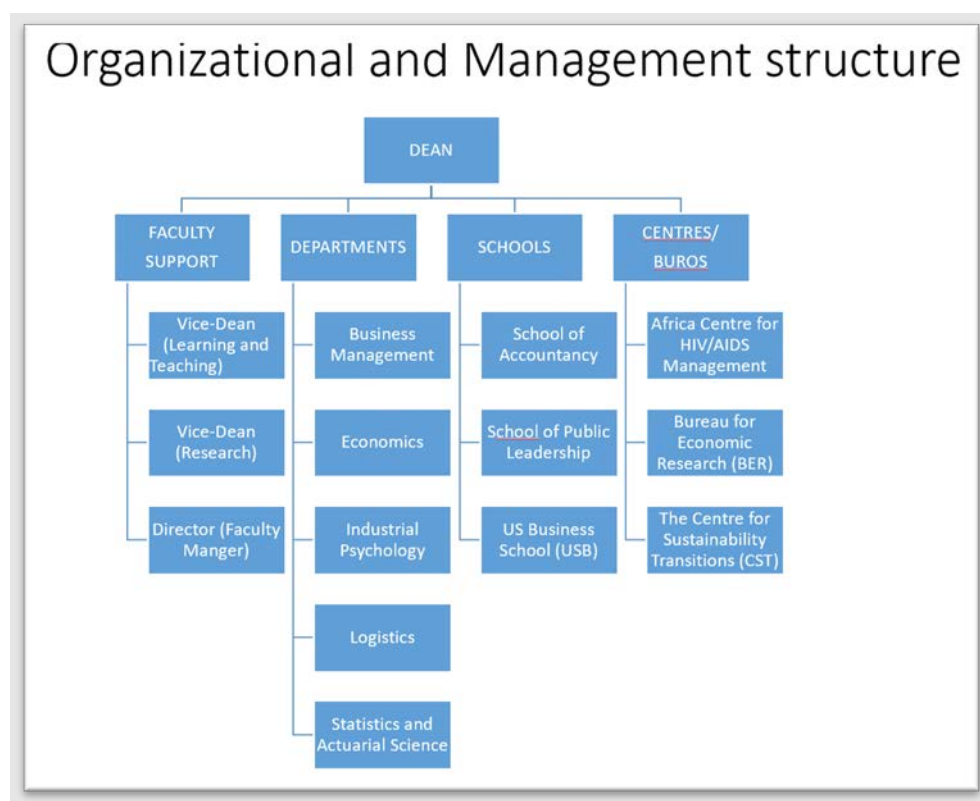 Organizational and Management structure
DEAN
FACULTY
SUPPORT
DEPARTMENTS
SCHOOLS
CENTRES/
BUROS
Vice-Dean
(Learning and
Teaching)
Vice-Dean
(Research)
Director (Faculty
Manger)
Business
Management
Economics
Industrial
Psychology
Logistics
Statistics and
Actuarial Science
School of
Accountancy
School of Public
Leadership
US Business
School (USB)
Africa Centre for
HIV/AIDS
Management
Bureau for
Economic
Research (BER)
The Centre for
Sustainability
Transitions (CST)